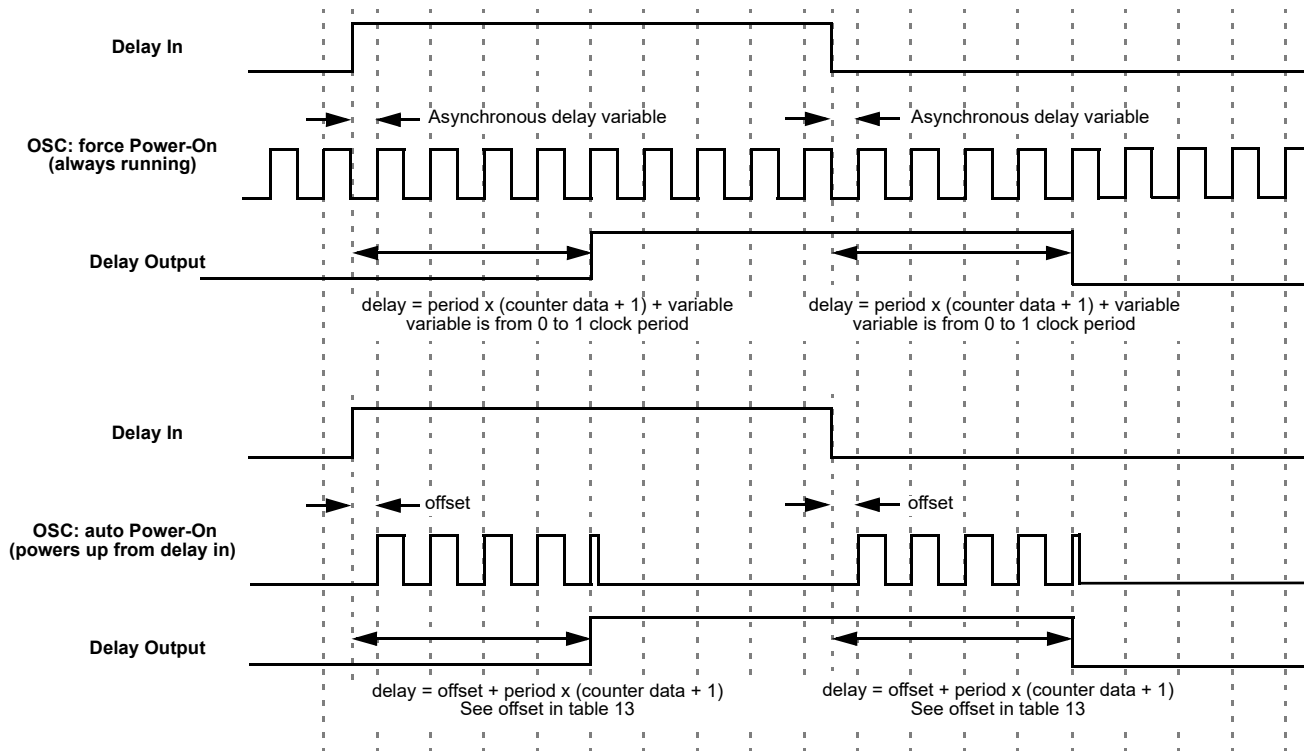 Delay In
Asynchronous delay variable
Asynchronous delay variable
OSC: force Power-On
(always running)
Delay Output
delay = period x (counter data + 1) + variable
variable is from 0 to 1 clock period
delay = period x (counter data + 1) + variable
variable is from 0 to 1 clock period
Delay In
offset
offset
OSC: auto Power-On
(powers up from delay in)
Delay Output
delay = offset + period x (counter data + 1)
See offset in table 13
delay = offset + period x (counter data + 1)
See offset in table 13